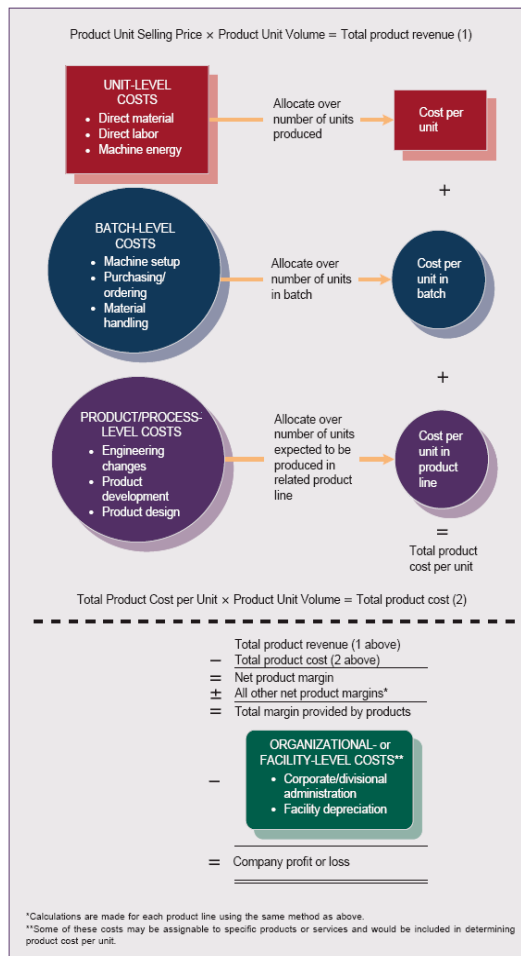 Product Unit Selling Price × Product Unit Volume = Total product revenue (1)
UNIT-LEVEL
COSTS
• Direct material
• Direct labor
• Machine energy
Allocate over
number of units
produced
Cost per
unit
+
BATCH-LEVEL
COSTS
• Machine setup
• Purchasing/
ordering
• Material
handling
Allocate over
number of units
in batch
Cost per
unit in
batch
+
PRODUCT/PROCESS-
LEVEL COSTS
• Engineering
changes
• Product
development
• Product design
Allocate over
number of units
expected to be
produced in
related product
line
Cost per
unit in
product
line
=
Total product
cost per unit
Total Product Cost per Unit × Product Unit Volume = Total product cost (2)
Total product revenue (1 above)
− Total product cost (2 above)
= Net product margin
± All other net product margins*
= Total margin provided by products
−
ORGANIZATIONAL- or
FACILITY-LEVEL COSTS**
• Corporate/divisional
administration
• Facility depreciation
= Company profit or loss
*Calculations are made for each product line using the same method as above.
**Some of these costs may be assignable to specific products or services and would be included in determining
product cost per unit.